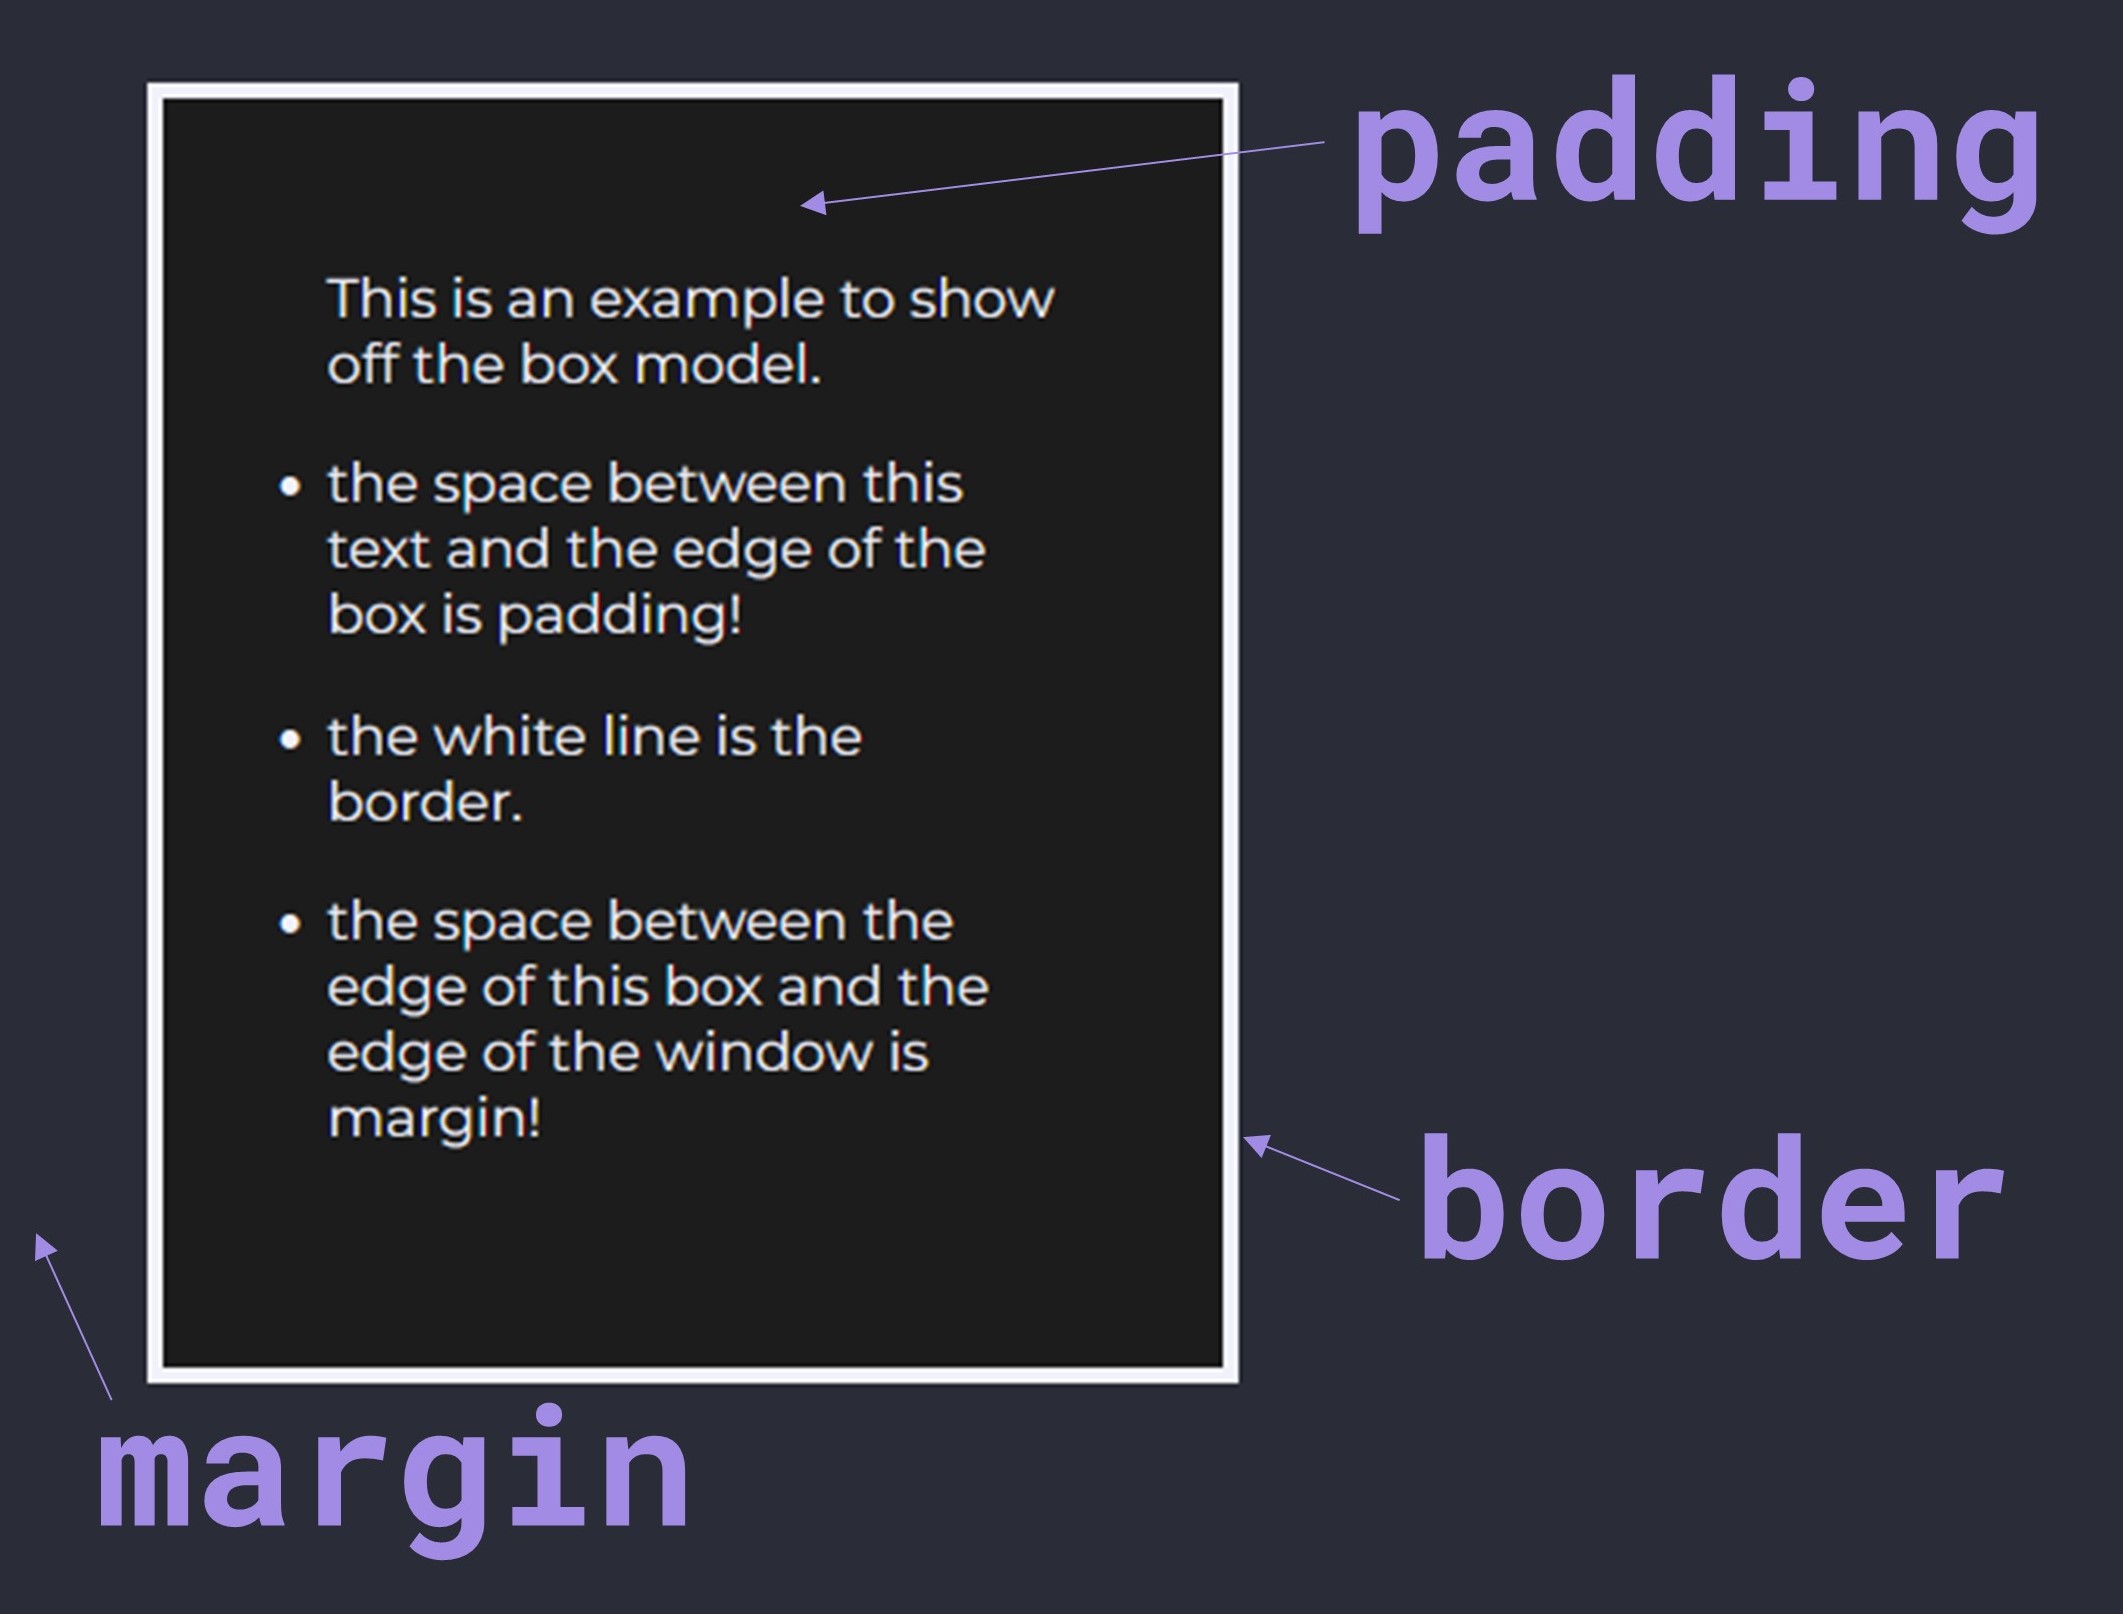 padding
This is an example to show
off the box model.
• the space between this
text and the edge of the
box is padding!
• the white line is the
border.
• the space between the
edge of this box and the
edge of the window is
margin!
border
margin